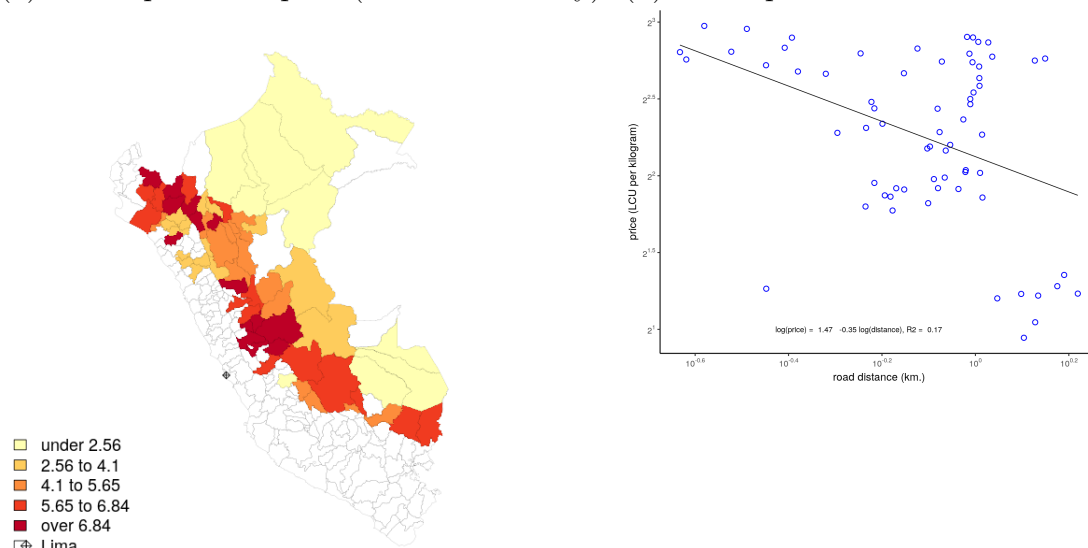 under 2.56
2.56 to 4.1
4.1 to 5.65
5.65 to 6.84
over 6.84
Lima
price (LCU per kilogram)
2^3
2^2.5
2^2
2^1.5
2^1
log(price) = 1.47 -0.35 log(distance), R2 = 0.17
10^-0.6
10^-0.4
10^-0.2
10^0
10^0.2
road distance (km.)